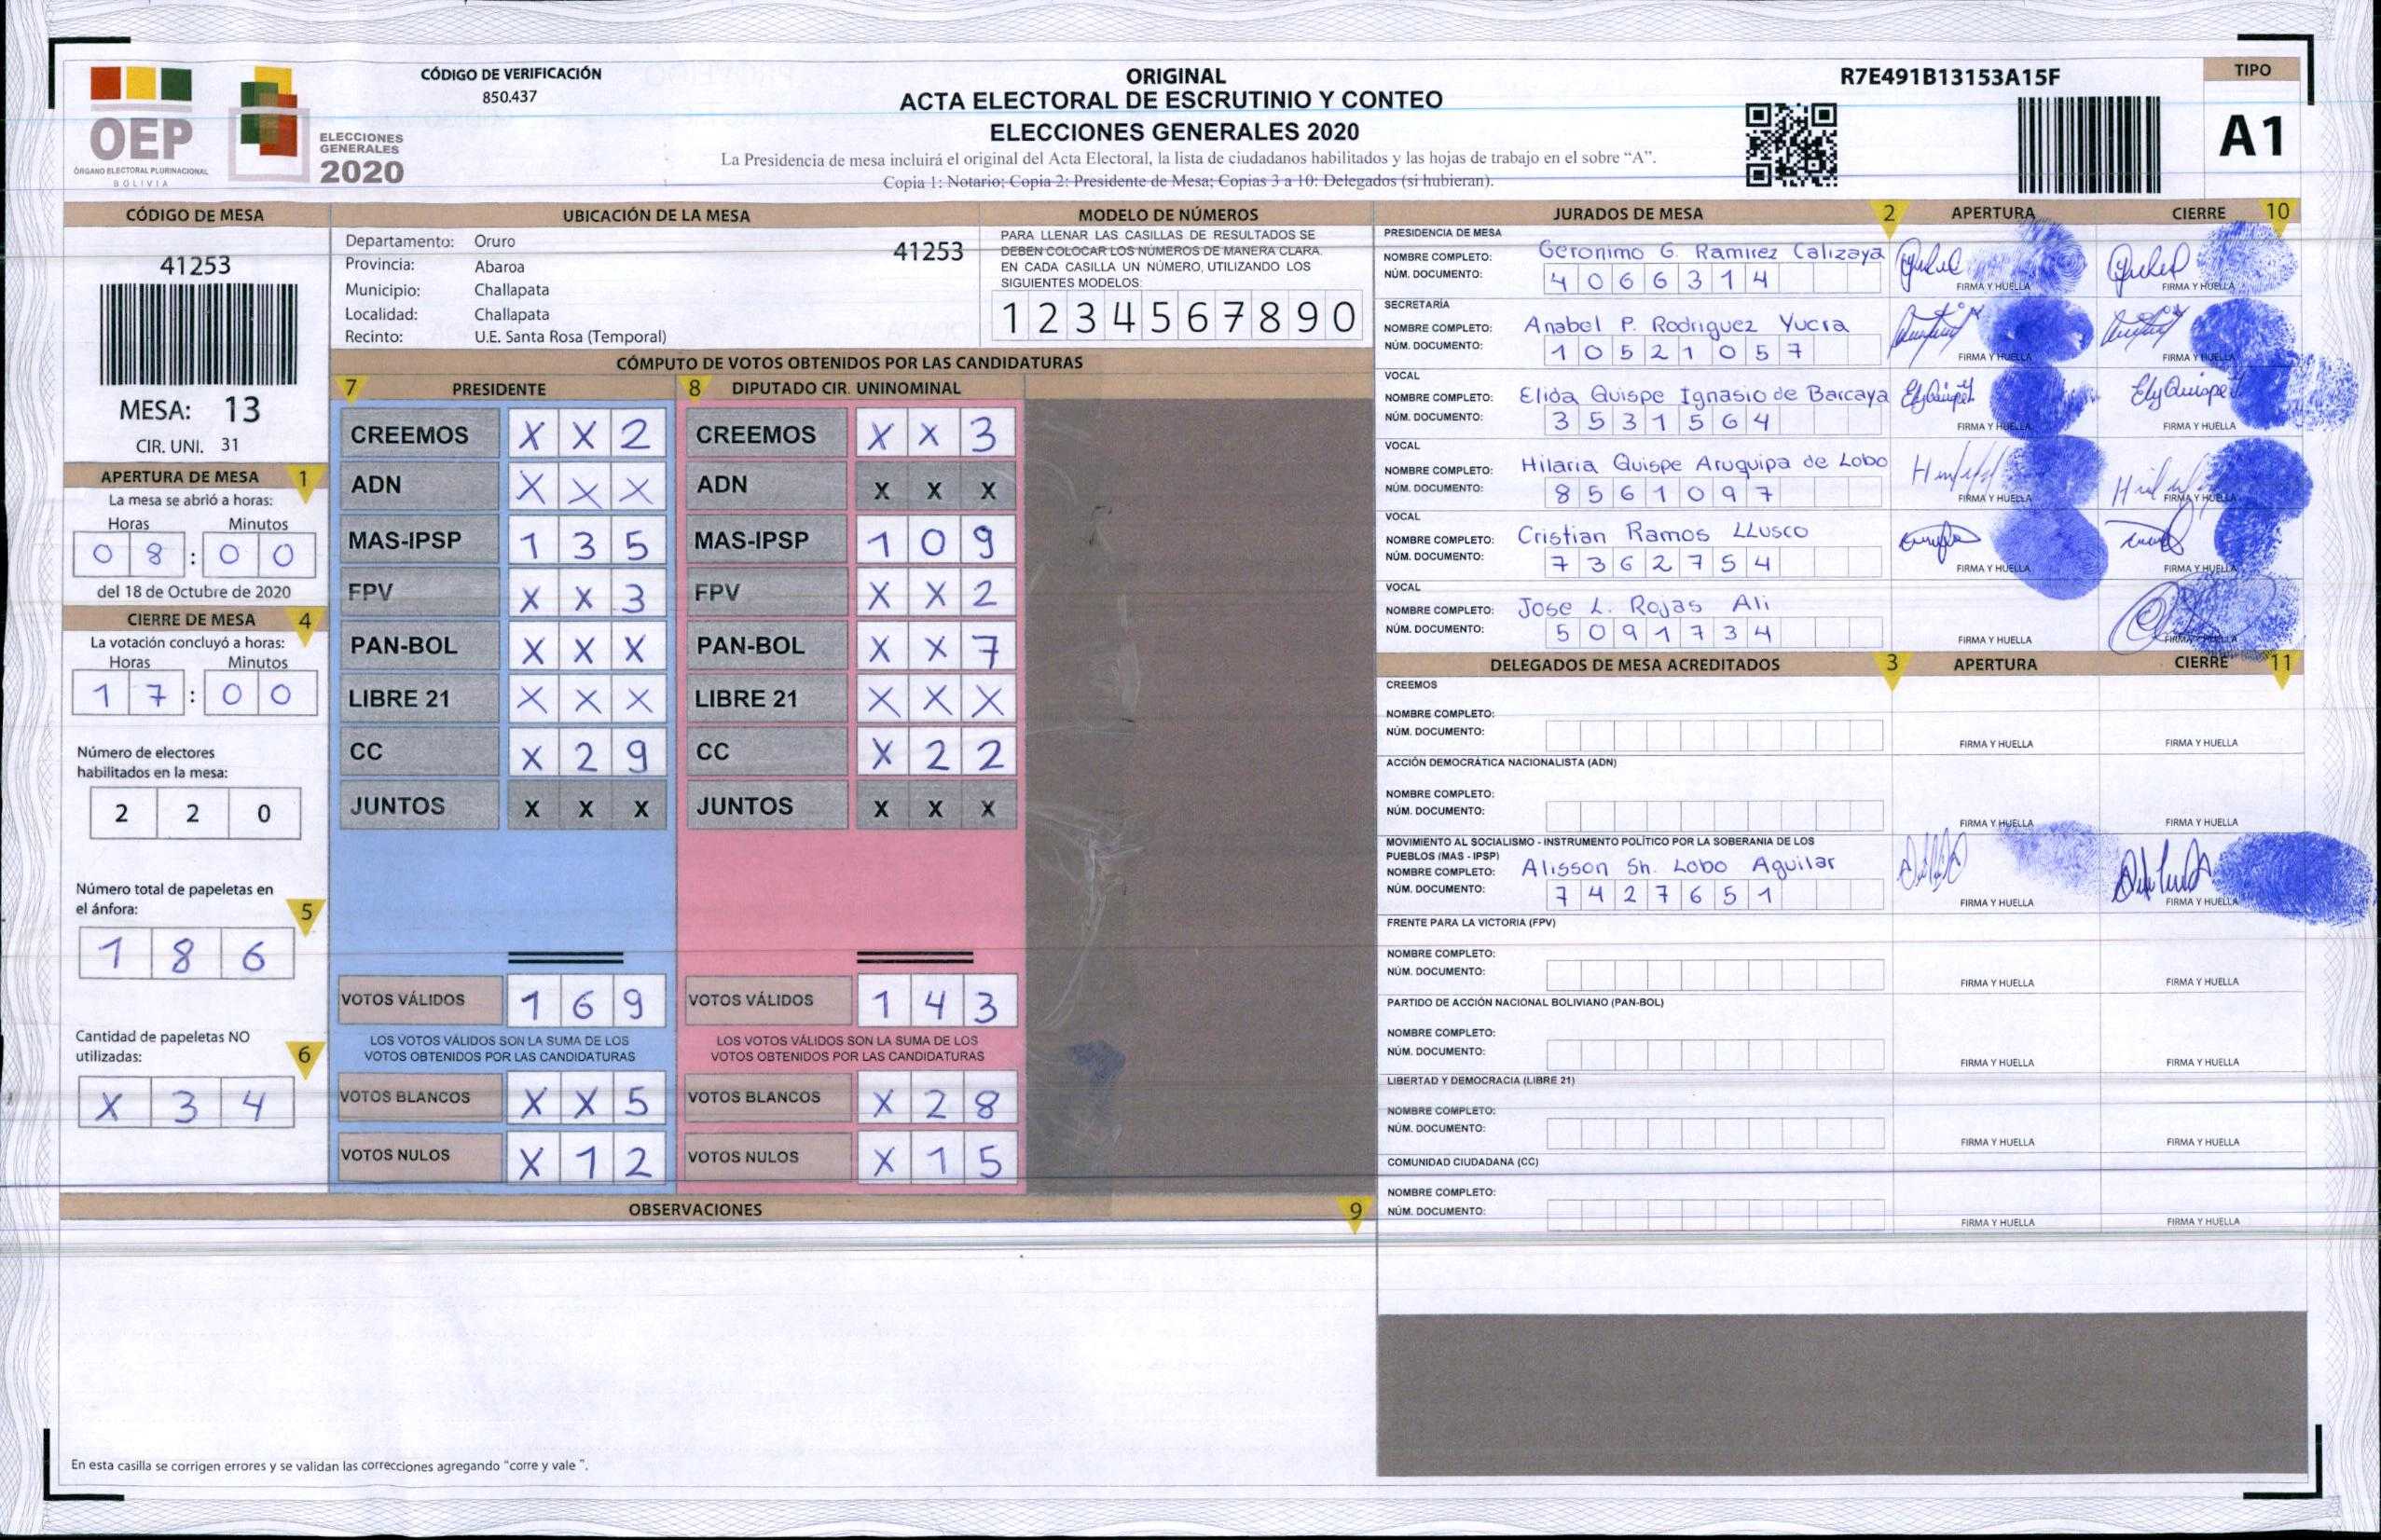 CÓDIGO DE VERIFICACIÓN
850.437
OEP
ÓRGANO ELECTORAL PLURINACIONAL
BOLIVIA
ELECCIONES
GENERALES
2020
ORIGINAL
ACTA ELECTORAL DE ESCRUTINIO Y CONTEO
ELECCIONES GENERALES 2020
La Presidencia de mesa incluirá el original del Acta Electoral, la lista de ciudadanos habilitados y las hojas de trabajo en el sobre “A”.
Copia 1: Notario; Copia 2: Presidente de Mesa; Copias 3 a 10: Delegados (si hubieran).
R7E491B13153A15F
TIPO
A1
CÓDIGO DE MESA
41253
MESA: 13
CIR. UNI. 31
APERTURA DE MESA 1
La mesa se abrió a horas:
Horas Minutos
0 8 : 0 0
del 18 de Octubre de 2020
CIERRE DE MESA 4
La votación concluyó a horas:
Horas Minutos
1 7 : 0 0
Número de electores
habilitados en la mesa:
2 2 0
Número total de papeletas en
el ánfora: 5
1 8 6
Cantidad de papeletas NO
utilizadas: 6
X 3 4
UBICACIÓN DE LA MESA
Departamento: Oruro 41253
Provincia: Abaroa
Municipio: Challapata
Localidad: Challapata
Recinto: U.E. Santa Rosa (Temporal)
MODELO DE NÚMEROS
PARA LLENAR LAS CASILLAS DE RESULTADOS SE
DEBEN COLOCAR LOS NÚMEROS DE MANERA CLARA.
EN CADA CASILLA UN NÚMERO, UTILIZANDO LOS
SIGUIENTES MODELOS:
1 2 3 4 5 6 7 8 9 0
CÓMPUTO DE VOTOS OBTENIDOS POR LAS CANDIDATURAS
7 PRESIDENTE 8 DIPUTADO CIR. UNINOMINAL
CREEMOS X X 2 CREEMOS X X 3
ADN X X X ADN X X X
MAS-IPSP 1 3 5 MAS-IPSP 1 0 9
FPV X X 3 FPV X X 2
PAN-BOL X X X PAN-BOL X X 7
LIBRE 21 X X X LIBRE 21 X X X
CC X 2 9 CC X 2 2
JUNTOS X X X JUNTOS X X X
VOTOS VÁLIDOS 1 6 9 VOTOS VÁLIDOS 1 4 3
LOS VOTOS VÁLIDOS SON LA SUMA DE LOS LOS VOTOS VÁLIDOS SON LA SUMA DE LOS
VOTOS OBTENIDOS POR LAS CANDIDATURAS VOTOS OBTENIDOS POR LAS CANDIDATURAS
VOTOS BLANCOS X X 5 VOTOS BLANCOS X 2 8
VOTOS NULOS X 1 2 VOTOS NULOS X 1 5
OBSERVACIONES 9
En esta casilla se corrigen errores y se validan las correcciones agregando “corre y vale ”.
JURADOS DE MESA 2 APERTURA CIERRE 10
PRESIDENCIA DE MESA
NOMBRE COMPLETO: Geronimo G. Ramirez Calizaya
NÚM. DOCUMENTO: 4 0 6 6 3 1 4
FIRMA Y HUELLA FIRMA Y HUELLA
SECRETARÍA
NOMBRE COMPLETO: Anabel P. Rodriguez Yucra
NÚM. DOCUMENTO: 1 0 5 2 1 0 5 7
FIRMA Y HUELLA FIRMA Y HUELLA
VOCAL
NOMBRE COMPLETO: Elida Quispe Ignasio de Barcaya
NÚM. DOCUMENTO: 3 5 3 1 5 6 4
FIRMA Y HUELLA FIRMA Y HUELLA
VOCAL
NOMBRE COMPLETO: Hilaria Quispe Aruquipa de Lobo
NÚM. DOCUMENTO: 8 5 6 1 0 9 7
FIRMA Y HUELLA FIRMA Y HUELLA
VOCAL
NOMBRE COMPLETO: Cristian Ramos LLusco
NÚM. DOCUMENTO: 7 3 6 2 7 5 4
FIRMA Y HUELLA FIRMA Y HUELLA
VOCAL
NOMBRE COMPLETO: Jose L. Rojas Ali
NÚM. DOCUMENTO: 5 0 9 1 7 3 4
FIRMA Y HUELLA FIRMA Y HUELLA
DELEGADOS DE MESA ACREDITADOS 3 APERTURA CIERRE 11
CREEMOS
NOMBRE COMPLETO:
NÚM. DOCUMENTO:
FIRMA Y HUELLA FIRMA Y HUELLA
ACCIÓN DEMOCRÁTICA NACIONALISTA (ADN)
NOMBRE COMPLETO:
NÚM. DOCUMENTO:
FIRMA Y HUELLA FIRMA Y HUELLA
MOVIMIENTO AL SOCIALISMO - INSTRUMENTO POLÍTICO POR LA SOBERANIA DE LOS
PUEBLOS (MAS - IPSP)
NOMBRE COMPLETO: Alisson Sh. Lobo Aguilar
NÚM. DOCUMENTO: 7 4 2 7 6 5 1
FIRMA Y HUELLA FIRMA Y HUELLA
FRENTE PARA LA VICTORIA (FPV)
NOMBRE COMPLETO:
NÚM. DOCUMENTO:
FIRMA Y HUELLA FIRMA Y HUELLA
PARTIDO DE ACCIÓN NACIONAL BOLIVIANO (PAN-BOL)
NOMBRE COMPLETO:
NÚM. DOCUMENTO:
FIRMA Y HUELLA FIRMA Y HUELLA
LIBERTAD Y DEMOCRACIA (LIBRE 21)
NOMBRE COMPLETO:
NÚM. DOCUMENTO:
FIRMA Y HUELLA FIRMA Y HUELLA
COMUNIDAD CIUDADANA (CC)
NOMBRE COMPLETO:
NÚM. DOCUMENTO:
FIRMA Y HUELLA FIRMA Y HUELLA